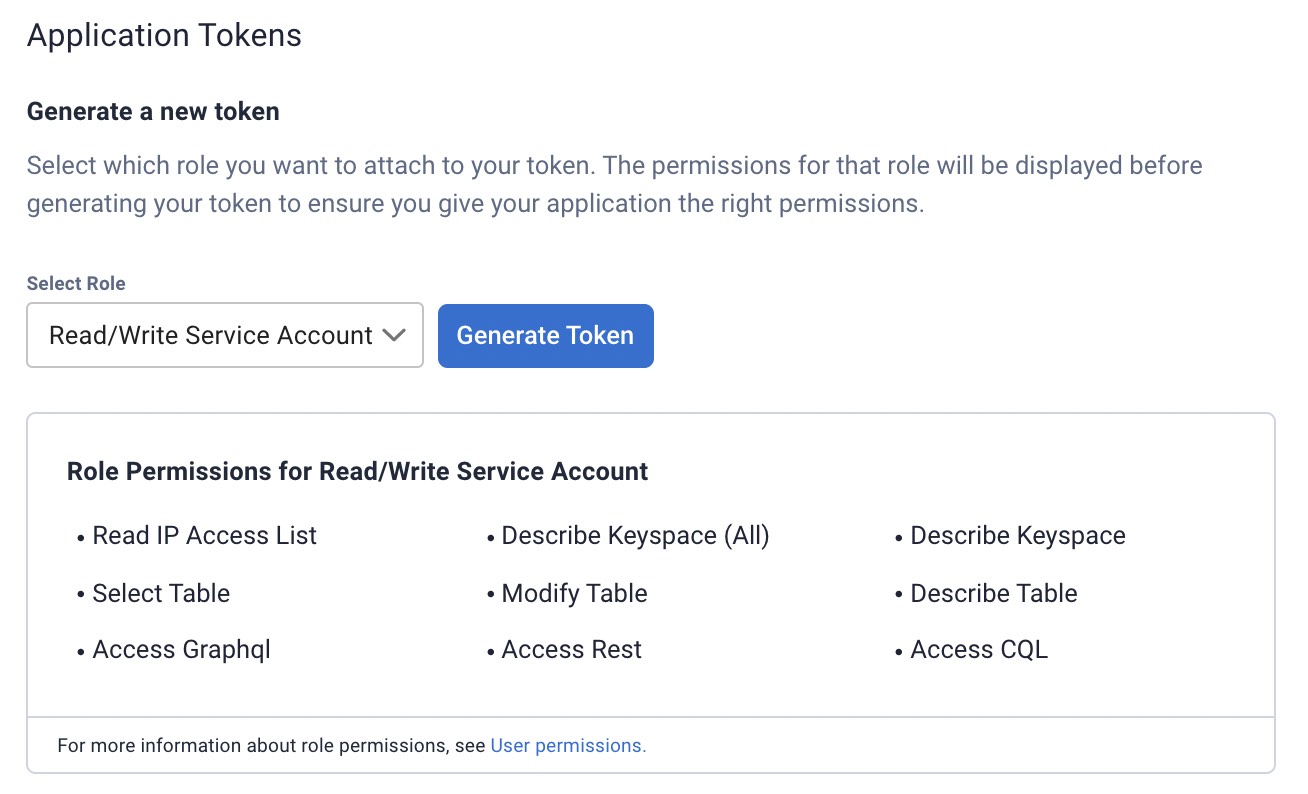 Application Tokens
Generate a new token
Select which role you want to attach to your token. The permissions for that role will be displayed before
generating your token to ensure you give your application the right permissions.
Select Role
Read/Write Service Account
Generate Token
Role Permissions for Read/Write Service Account
• Read IP Access List • Describe Keyspace (All) • Describe Keyspace
• Select Table • Modify Table • Describe Table
• Access Graphql • Access Rest • Access CQL
For more information about role permissions, see User permissions.